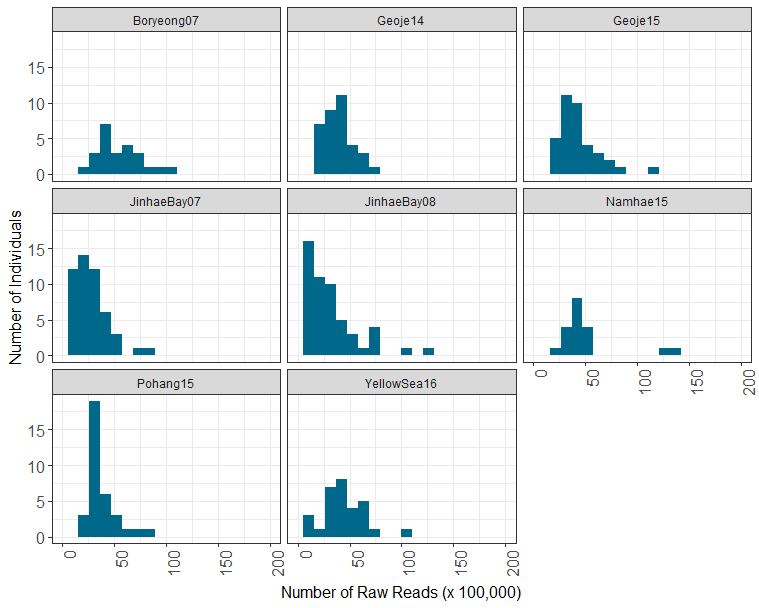 Boryeong07 Geoje14 Geoje15
15
10
5
0
JinhaeBay07 JinhaeBay08 Namhae15
15
10
5
0
0 50 100 150 200
Pohang15 YellowSea16
15
10
5
0
0 50 100 150 200 0 50 100 150 200
Number of Individuals
Number of Raw Reads (x 100,000)